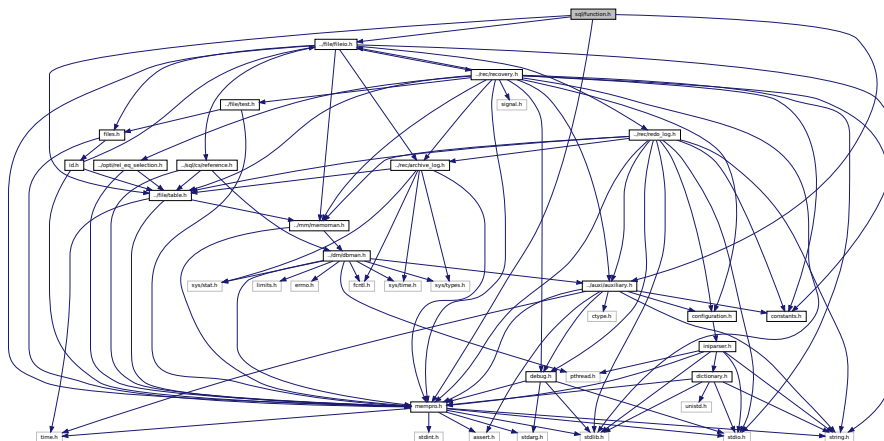 sql/function.h
../file/fileio.h
../rec/recovery.h
../file/test.h
signal.h
files.h
../rec/redo_log.h
id.h
../opti/rel_eq_selection.h
../sql/cs/reference.h
../rec/archive_log.h
../file/table.h
../mm/memoman.h
../dm/dbman.h
sys/stat.h
limits.h
errno.h
fcntl.h
sys/time.h
sys/types.h
../auxi/auxiliary.h
ctype.h
configuration.h
constants.h
iniparser.h
debug.h
pthread.h
dictionary.h
mempro.h
unistd.h
time.h
stdint.h
assert.h
stdarg.h
stdlib.h
stdio.h
string.h